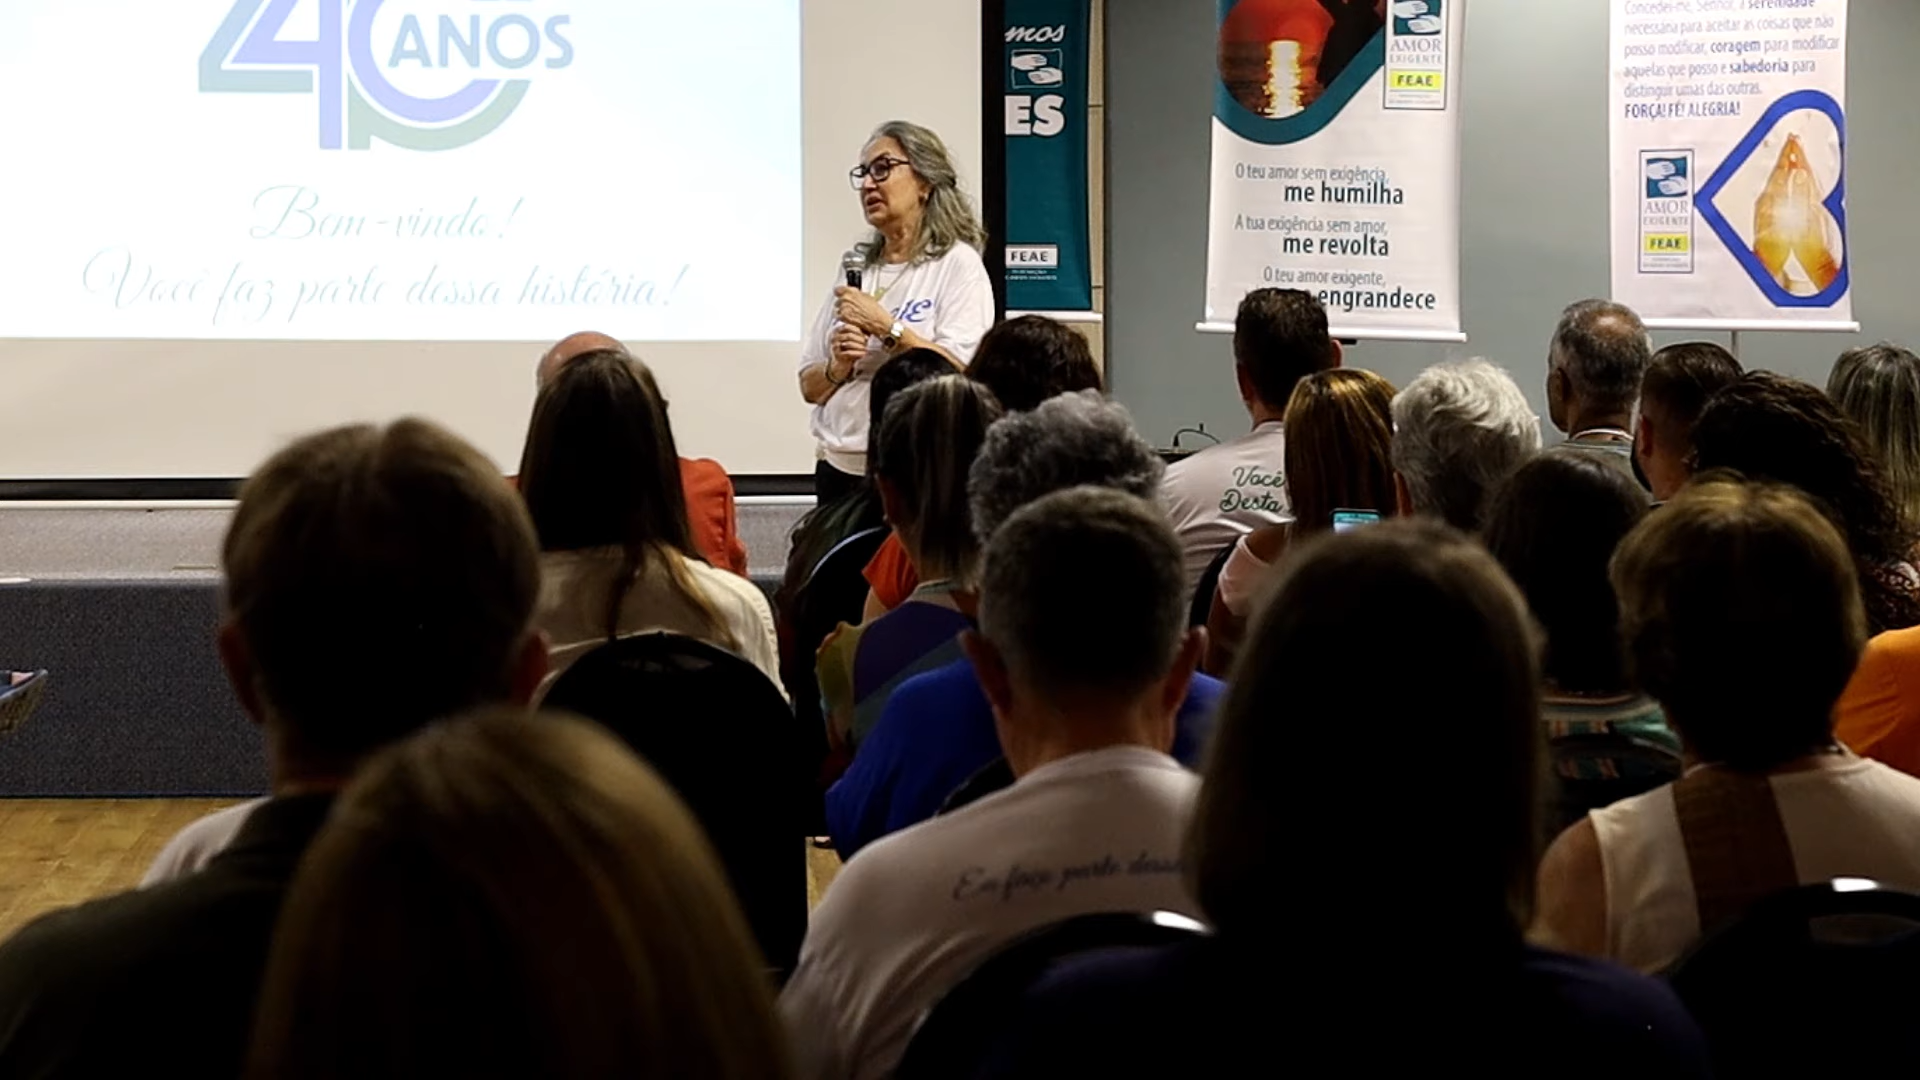 40 ANOS
Bem-vindo!
Você faz parte dessa história!
mos
ES
FEAE
AMOR
EXIGENTE
FEAE
O teu amor sem exigência,
me humilha
A tua exigência sem amor,
me revolta
O teu amor exigente,
engrandece
Concedei-me, Senhor, a serenidade
necessária para aceitar as coisas que não
posso modificar, coragem para modificar
aquelas que posso e sabedoria para
distinguir umas das outras.
FORÇA! FÉ! ALEGRIA!
AMOR
EXIGENTE
FEAE
Você
Desta
Eu faço parte dessa